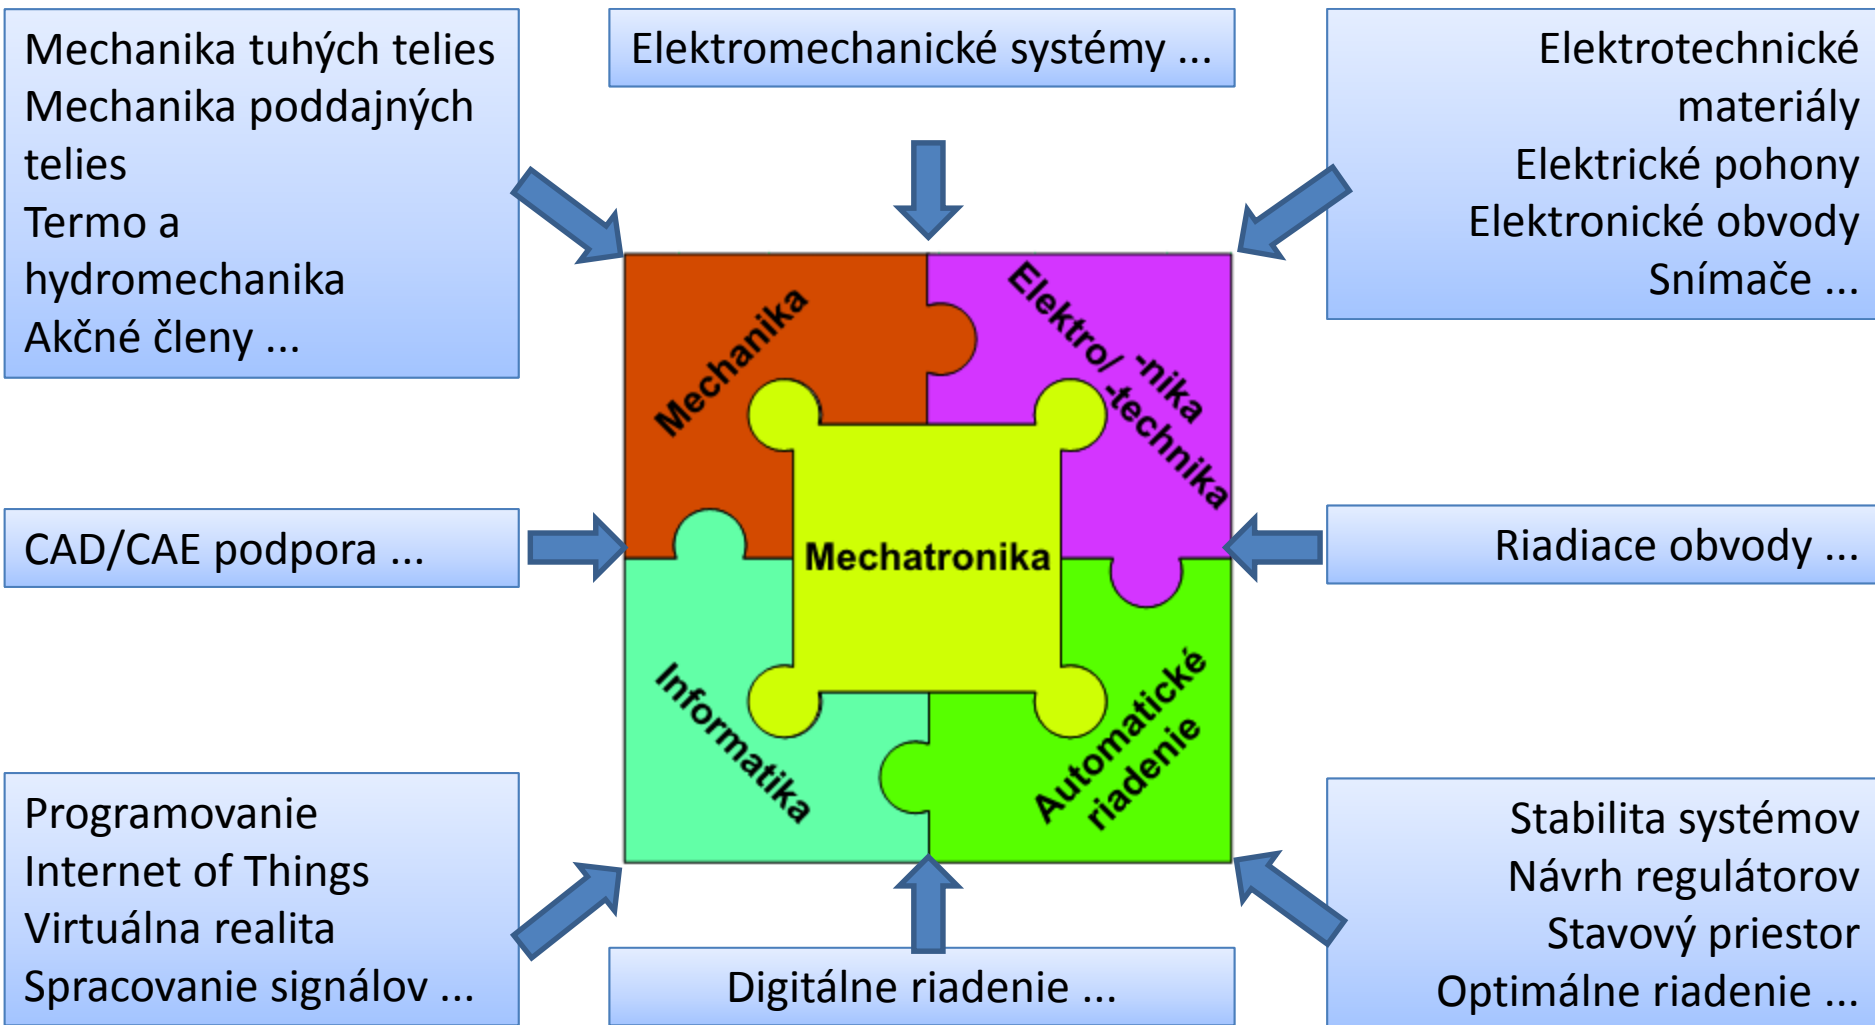 Mechanika tuhých telies
Mechanika poddajných
telies
Termo a
hydromechanika
Akčné členy ...
Elektromechanické systémy ...
Elektrotechnické
materiály
Elektrické pohony
Elektronické obvody
Snímače ...
Mechanika
Elektro/ -nika
-technika
CAD/CAE podpora ...
Mechatronika
Riadiace obvody ...
Informatika
Automatické
riadenie
Programovanie
Internet of Things
Virtuálna realita
Spracovanie signálov ...
Digitálne riadenie ...
Stabilita systémov
Návrh regulátorov
Stavový priestor
Optimálne riadenie ...